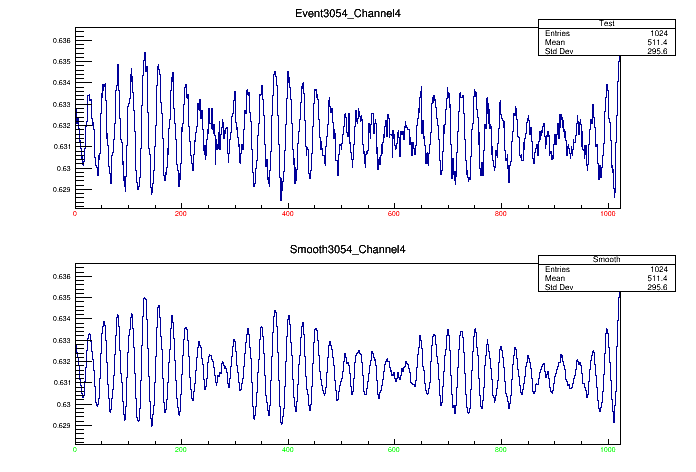 Event3054_Channel4
Test
Entries 1024
Mean 511.4
Std Dev 295.6
0.636
0.635
0.634
0.633
0.632
0.631
0.63
0.629
0 200 400 600 800 1000
Smooth3054_Channel4
Smooth
Entries 1024
Mean 511.4
Std Dev 295.6
0.636
0.635
0.634
0.633
0.632
0.631
0.63
0.629
0 200 400 600 800 1000